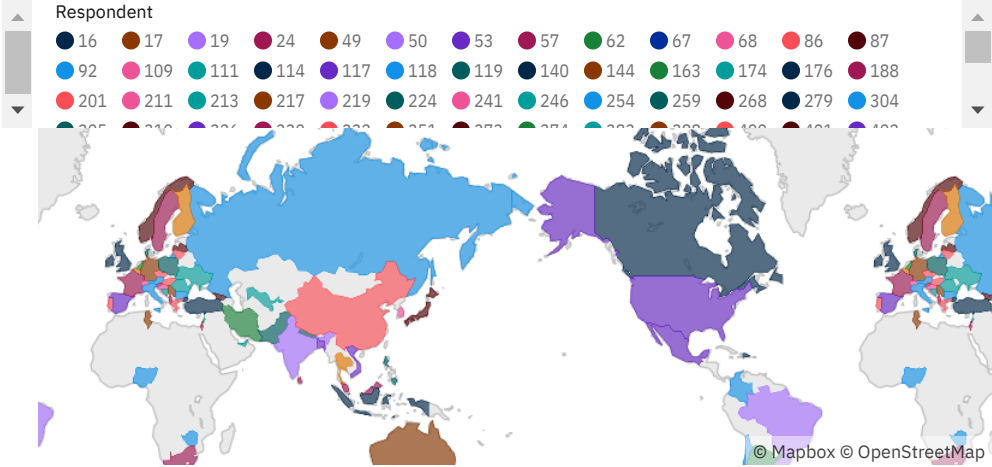 Respondent
16 17 19 24 49 50 53 57 62 67 68 86 87
92 109 111 114 117 118 119 140 144 163 174 176 188
201 211 213 217 219 224 241 246 254 259 268 279 304
© Mapbox © OpenStreetMap